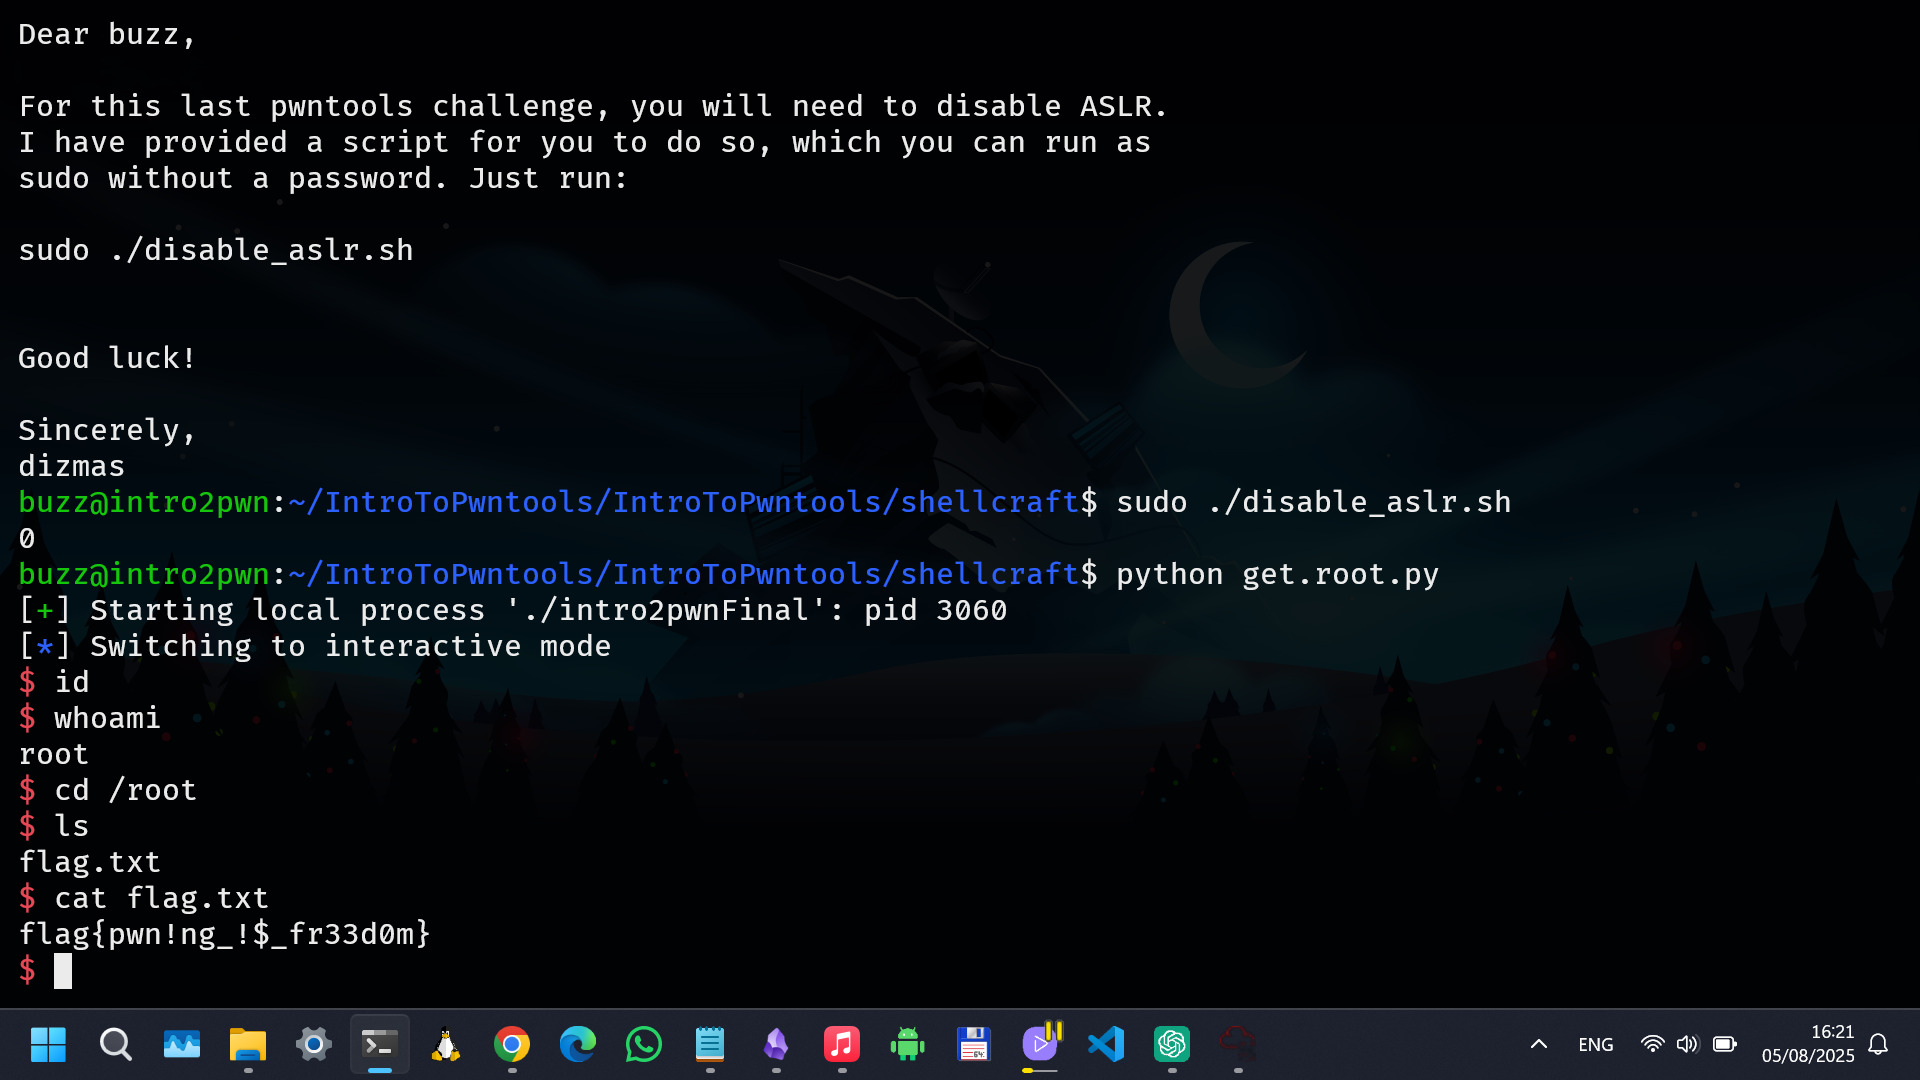 Dear buzz,
For this last pwntools challenge, you will need to disable ASLR.
I have provided a script for you to do so, which you can run as
sudo without a password. Just run:
sudo ./disable_aslr.sh
Good luck!
Sincerely,
dizmas
buzz@intro2pwn:~/IntroToPwntools/IntroToPwntools/shellcraft$ sudo ./disable_aslr.sh
0
buzz@intro2pwn:~/IntroToPwntools/IntroToPwntools/shellcraft$ python get.root.py
[+] Starting local process './intro2pwnFinal': pid 3060
[*] Switching to interactive mode
$ id
$ whoami
root
$ cd /root
$ ls
flag.txt
$ cat flag.txt
flag{pwn!ng_!$_fr33d0m}
$
ENG
16:21
05/08/2025